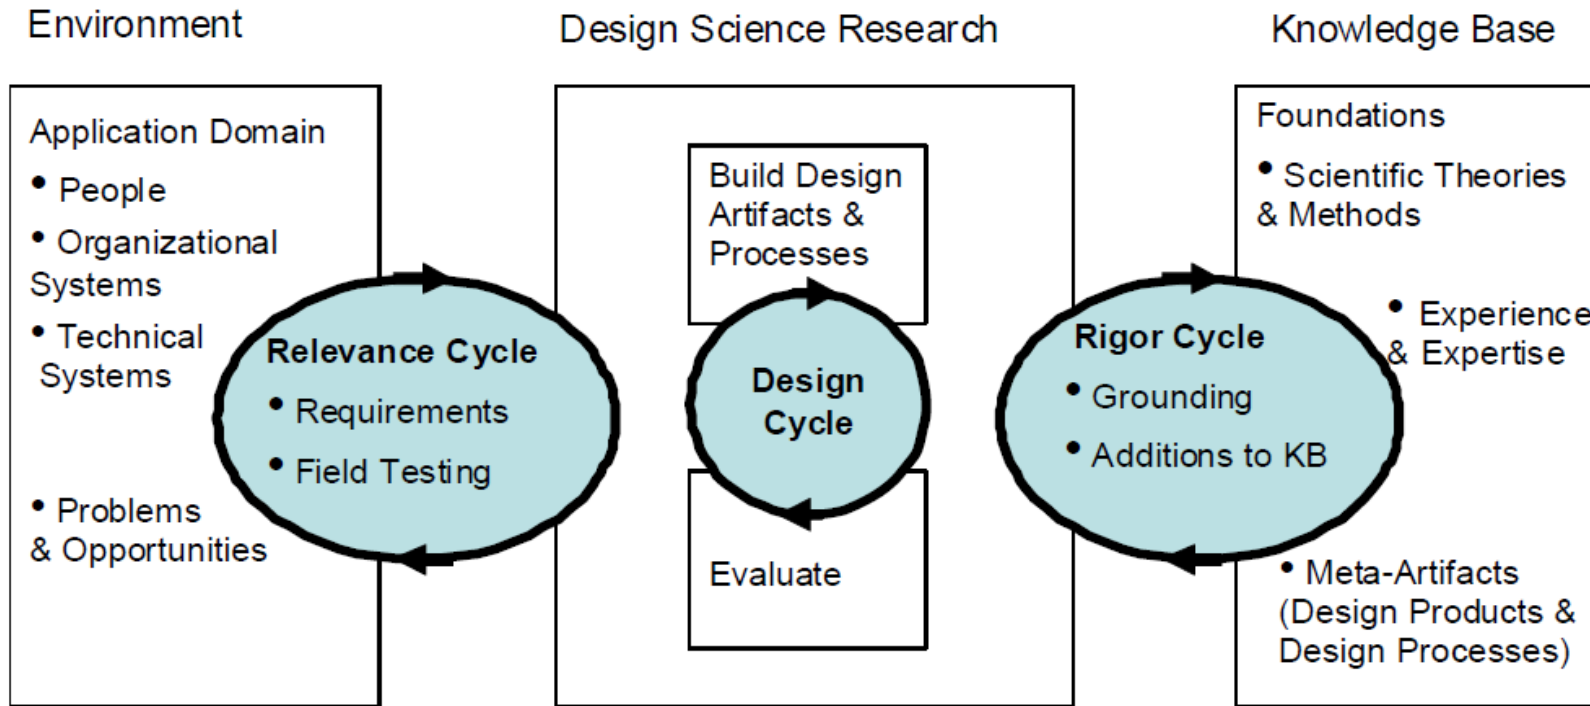 Environment
Design Science Research
Knowledge Base
Application Domain
• People
• Organizational
Systems
• Technical
Systems
• Problems
& Opportunities
Relevance Cycle
• Requirements
• Field Testing
Build Design
Artifacts &
Processes
Design
Cycle
Evaluate
Rigor Cycle
• Grounding
• Additions to KB
Foundations
• Scientific Theories
& Methods
• Experience
& Expertise
• Meta-Artifacts
(Design Products &
Design Processes)